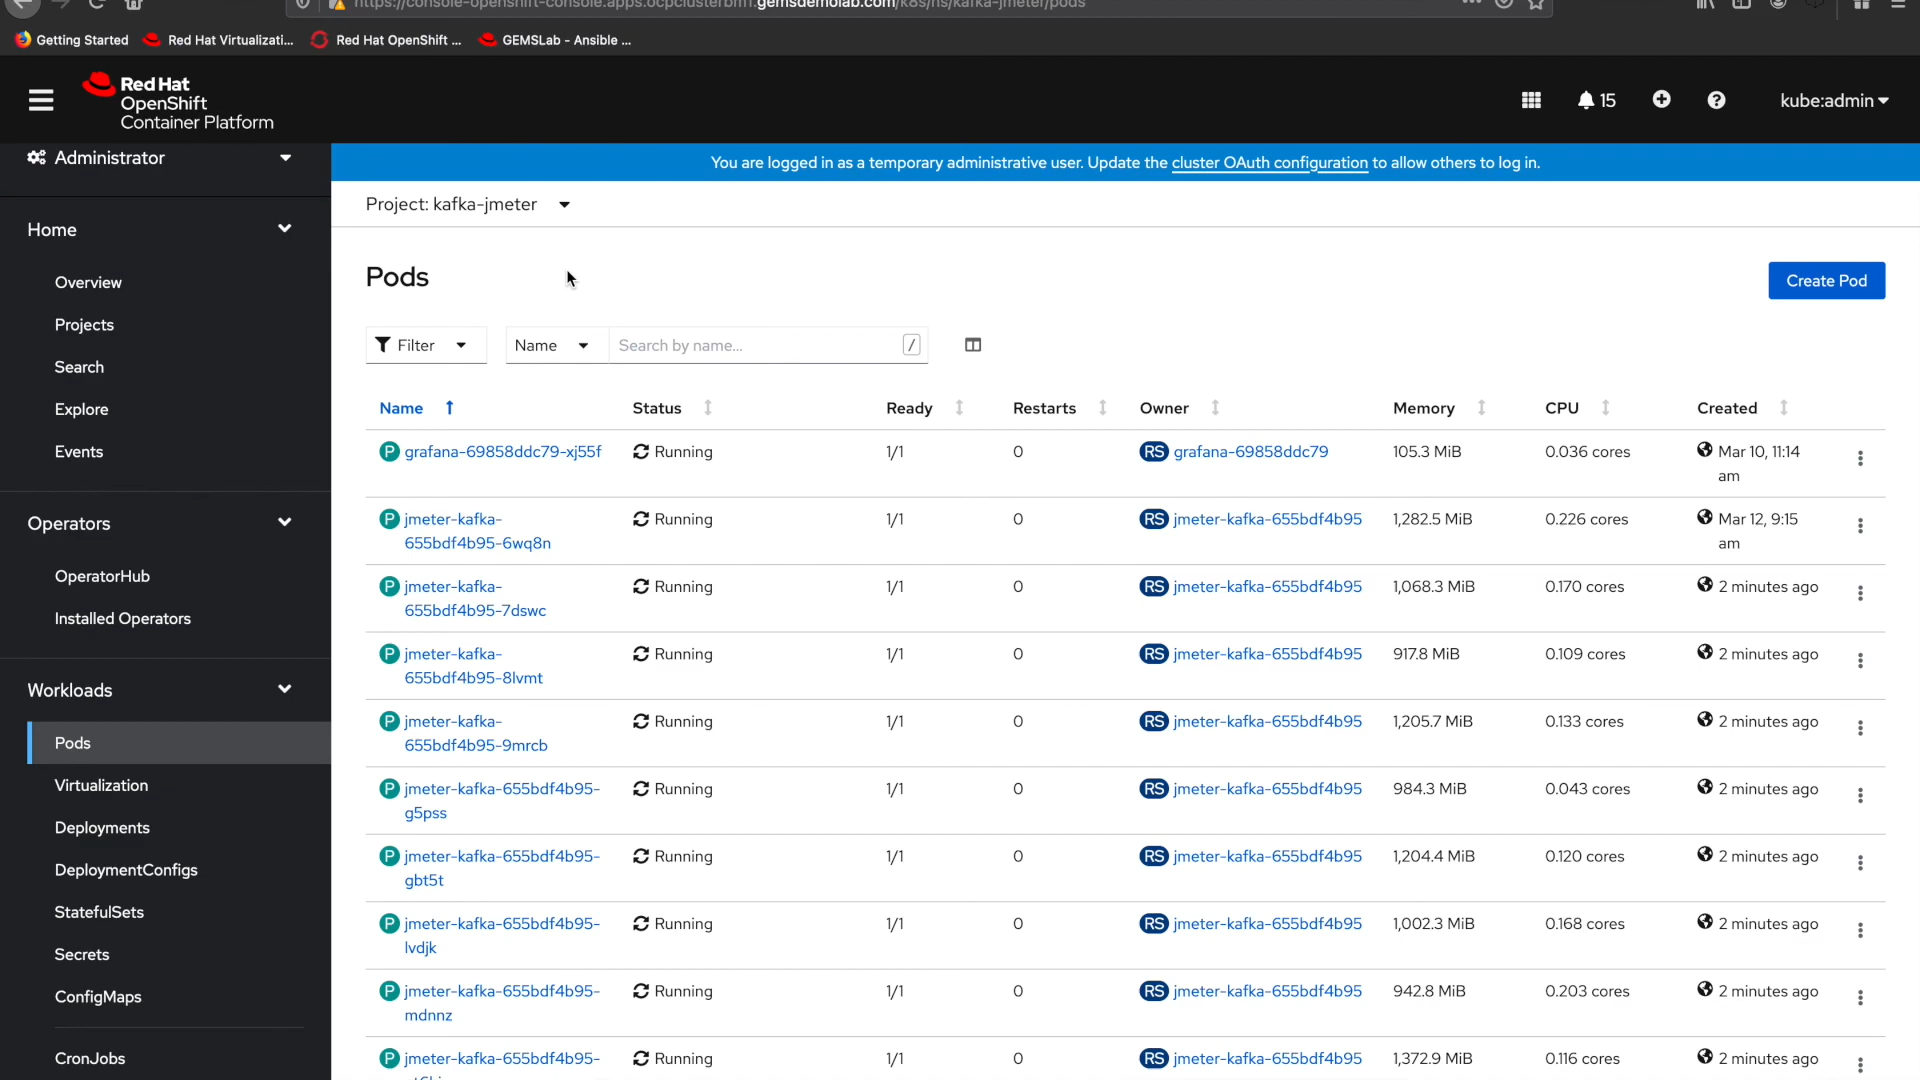 https://console-openshift-console.apps.ocpclusterbm1.gemsdemolab.com/k8s/ns/kafka-jmeter/pods
Getting Started
Red Hat Virtualizati...
Red Hat OpenShift ...
GEMSLab - Ansible ...
Red Hat
OpenShift
Container Platform
15
kube:admin
Administrator
You are logged in as a temporary administrative user. Update the cluster OAuth configuration to allow others to log in.
Project: kafka-jmeter
Home
Overview
Projects
Search
Explore
Events
Operators
OperatorHub
Installed Operators
Workloads
Pods
Virtualization
Deployments
DeploymentConfigs
StatefulSets
Secrets
ConfigMaps
CronJobs
Pods
Create Pod
Filter
Name
Search by name...
/
Name Status Ready Restarts Owner Memory CPU Created
P grafana-69858ddc79-xj55f Running 1/1 0 RS grafana-69858ddc79 105.3 MiB 0.036 cores Mar 10, 11:14
am
P jmeter-kafka- Running 1/1 0 RS jmeter-kafka-655bdf4b95 1,282.5 MiB 0.226 cores Mar 12, 9:15
655bdf4b95-6wq8n am
P jmeter-kafka- Running 1/1 0 RS jmeter-kafka-655bdf4b95 1,068.3 MiB 0.170 cores 2 minutes ago
655bdf4b95-7dswc
P jmeter-kafka- Running 1/1 0 RS jmeter-kafka-655bdf4b95 917.8 MiB 0.109 cores 2 minutes ago
655bdf4b95-8lvmt
P jmeter-kafka- Running 1/1 0 RS jmeter-kafka-655bdf4b95 1,205.7 MiB 0.133 cores 2 minutes ago
655bdf4b95-9mrcb
P jmeter-kafka-655bdf4b95- Running 1/1 0 RS jmeter-kafka-655bdf4b95 984.3 MiB 0.043 cores 2 minutes ago
g5pss
P jmeter-kafka-655bdf4b95- Running 1/1 0 RS jmeter-kafka-655bdf4b95 1,204.4 MiB 0.120 cores 2 minutes ago
gbt5t
P jmeter-kafka-655bdf4b95- Running 1/1 0 RS jmeter-kafka-655bdf4b95 1,002.3 MiB 0.168 cores 2 minutes ago
lvdjk
P jmeter-kafka-655bdf4b95- Running 1/1 0 RS jmeter-kafka-655bdf4b95 942.8 MiB 0.203 cores 2 minutes ago
mdnnz
P jmeter-kafka-655bdf4b95- Running 1/1 0 RS jmeter-kafka-655bdf4b95 1,372.9 MiB 0.116 cores 2 minutes ago